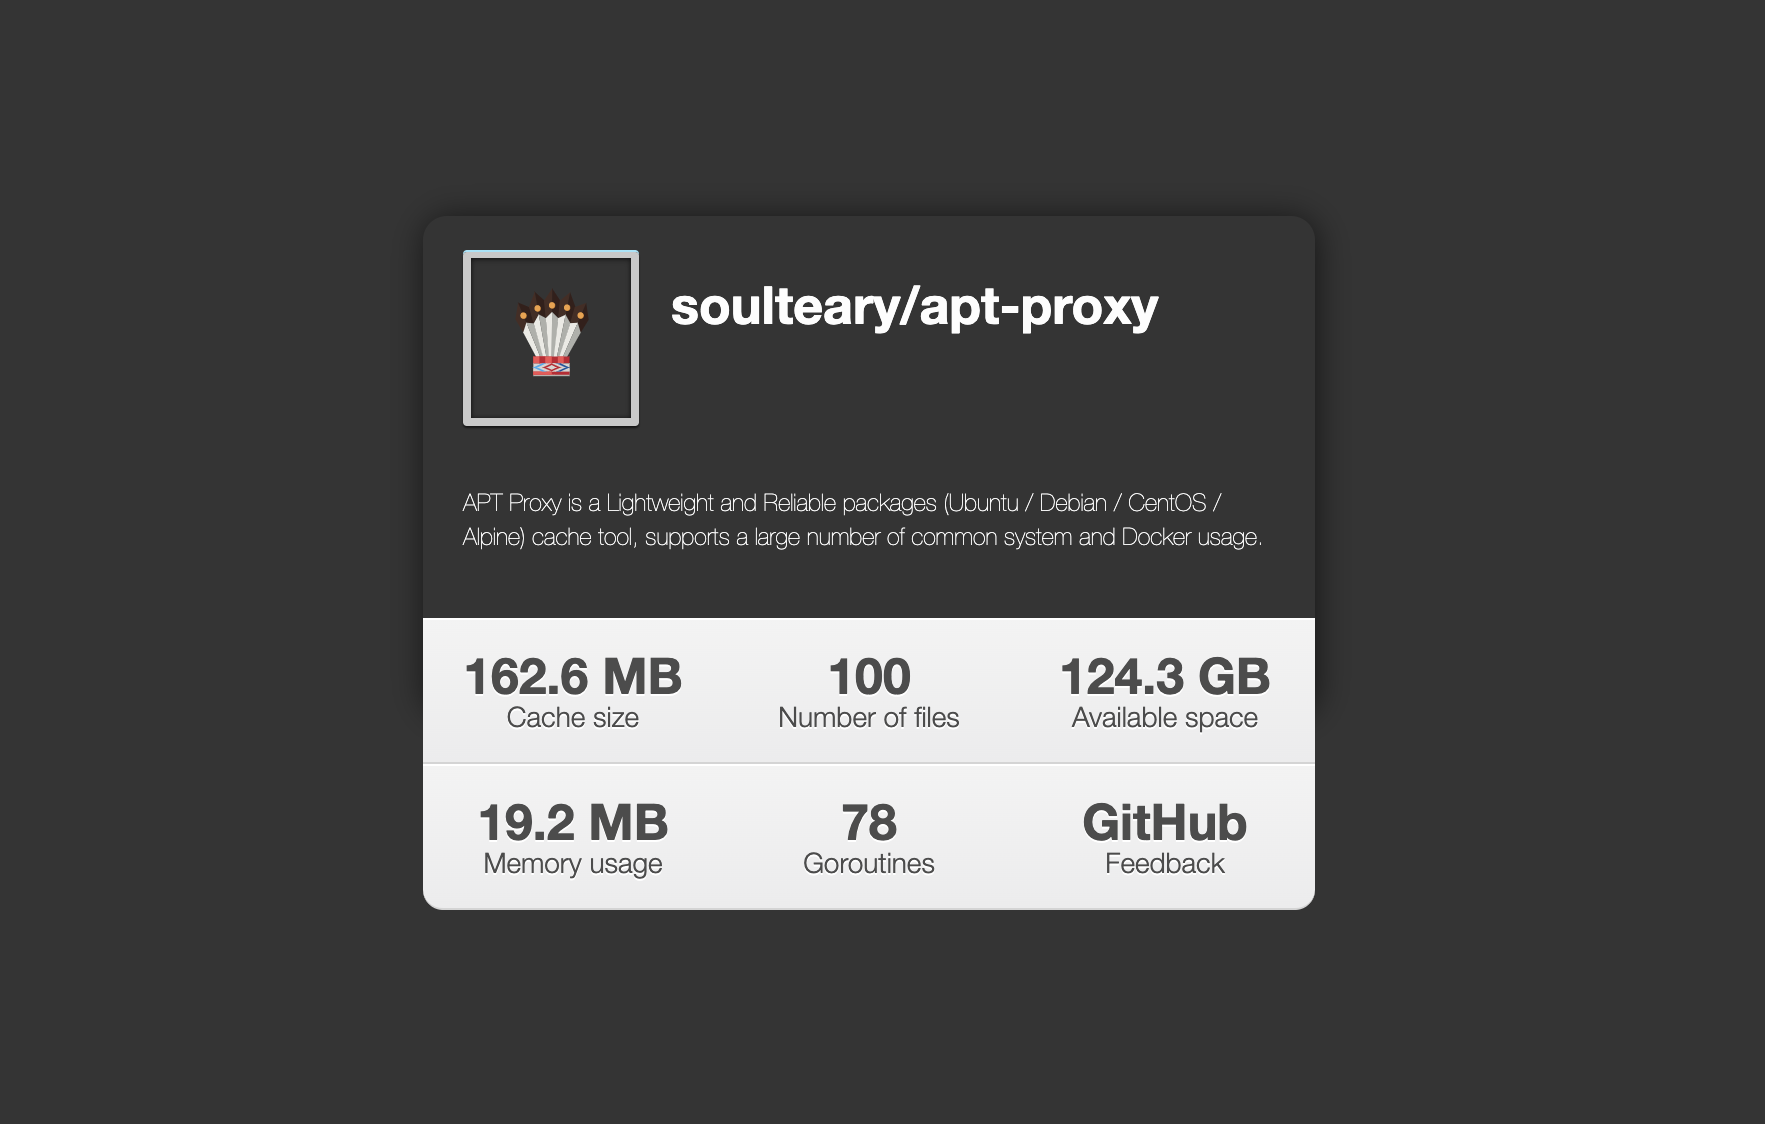 soulteary/apt-proxy
APT Proxy is a Lightweight and Reliable packages (Ubuntu / Debian / CentOS /
Alpine) cache tool, supports a large number of common system and Docker usage.
162.6 MB
Cache size
100
Number of files
124.3 GB
Available space
19.2 MB
Memory usage
78
Goroutines
GitHub
Feedback